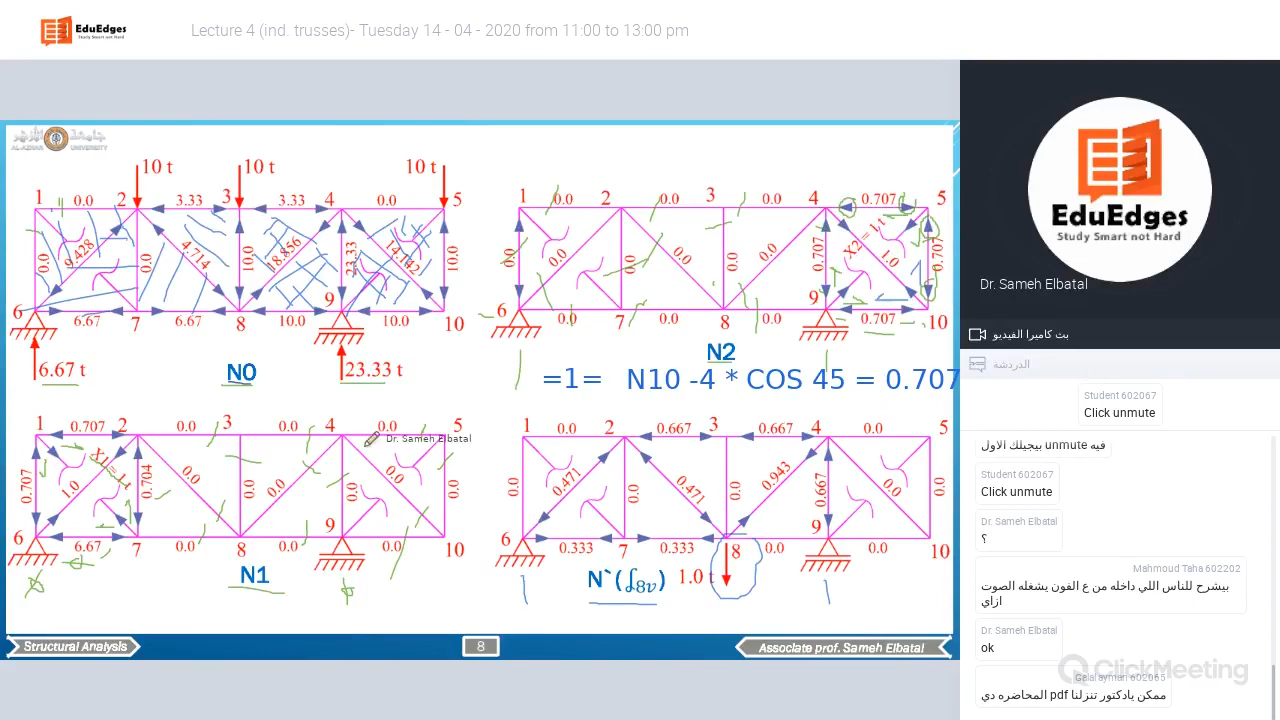 EduEdges
Study Smart not Hard
Lecture 4 (ind. trusses)- Tuesday 14 - 04 - 2020 from 11:00 to 13:00 pm
جامعة الأزهر
AL-AZHAR UNIVERSITY
10 t 10 t 10 t
1 0.0 2 3.33 3 3.33 4 0.0 5
0.0 9.428 0.0 4.714 10.0 18.856 23.33 14.142 10.0
6 6.67 7 6.67 8 10.0 9 10.0 10
6.67 t N0 23.33 t
1 0.0 2 0.0 3 0.0 4 0.707 5
0.0 0.0 0.0 0.0 0.0 0.0 0.707 X2 = 1,1 1.0 0.707
6 0.0 7 0.0 8 0.0 9 0.707 10
N2
=1= N10 -4 * COS 45 = 0.707
1 0.707 2 0.0 3 0.0 4 0.0 5
Dr. Sameh Elbatal
0.707 1.0 0.704 0.0 0.0 0.0 0.0 0.0 0.0
6 6.67 7 0.0 8 0.0 9 0.0 10
N1
1 0.0 2 0.667 3 0.667 4 0.0 5
0.0 0.471 0.0 0.471 0.0 0.943 0.667 0.0 0.0
6 0.333 7 0.333 8 0.0 9 0.0 10
N`(∫8v) 1.0 t
Structural Analysis
8
Associate prof. Sameh Elbatal
EduEdges
Study Smart not Hard
Dr. Sameh Elbatal
بث كاميرا الفيديو
الدردشة
Student 602067
Click unmute
فيه unmute بيجيلك الاول
Student 602067
Click unmute
Dr. Sameh Elbatal
؟
Mahmoud Taha 602202
بيشرح للناس اللي داخله من ع الفون يشغله الصوت
ازاي
Dr. Sameh Elbatal
ok
Galal ayman 602065
ممكن يادكتور تنزلنا pdf المحاضره دي
ClickMeeting